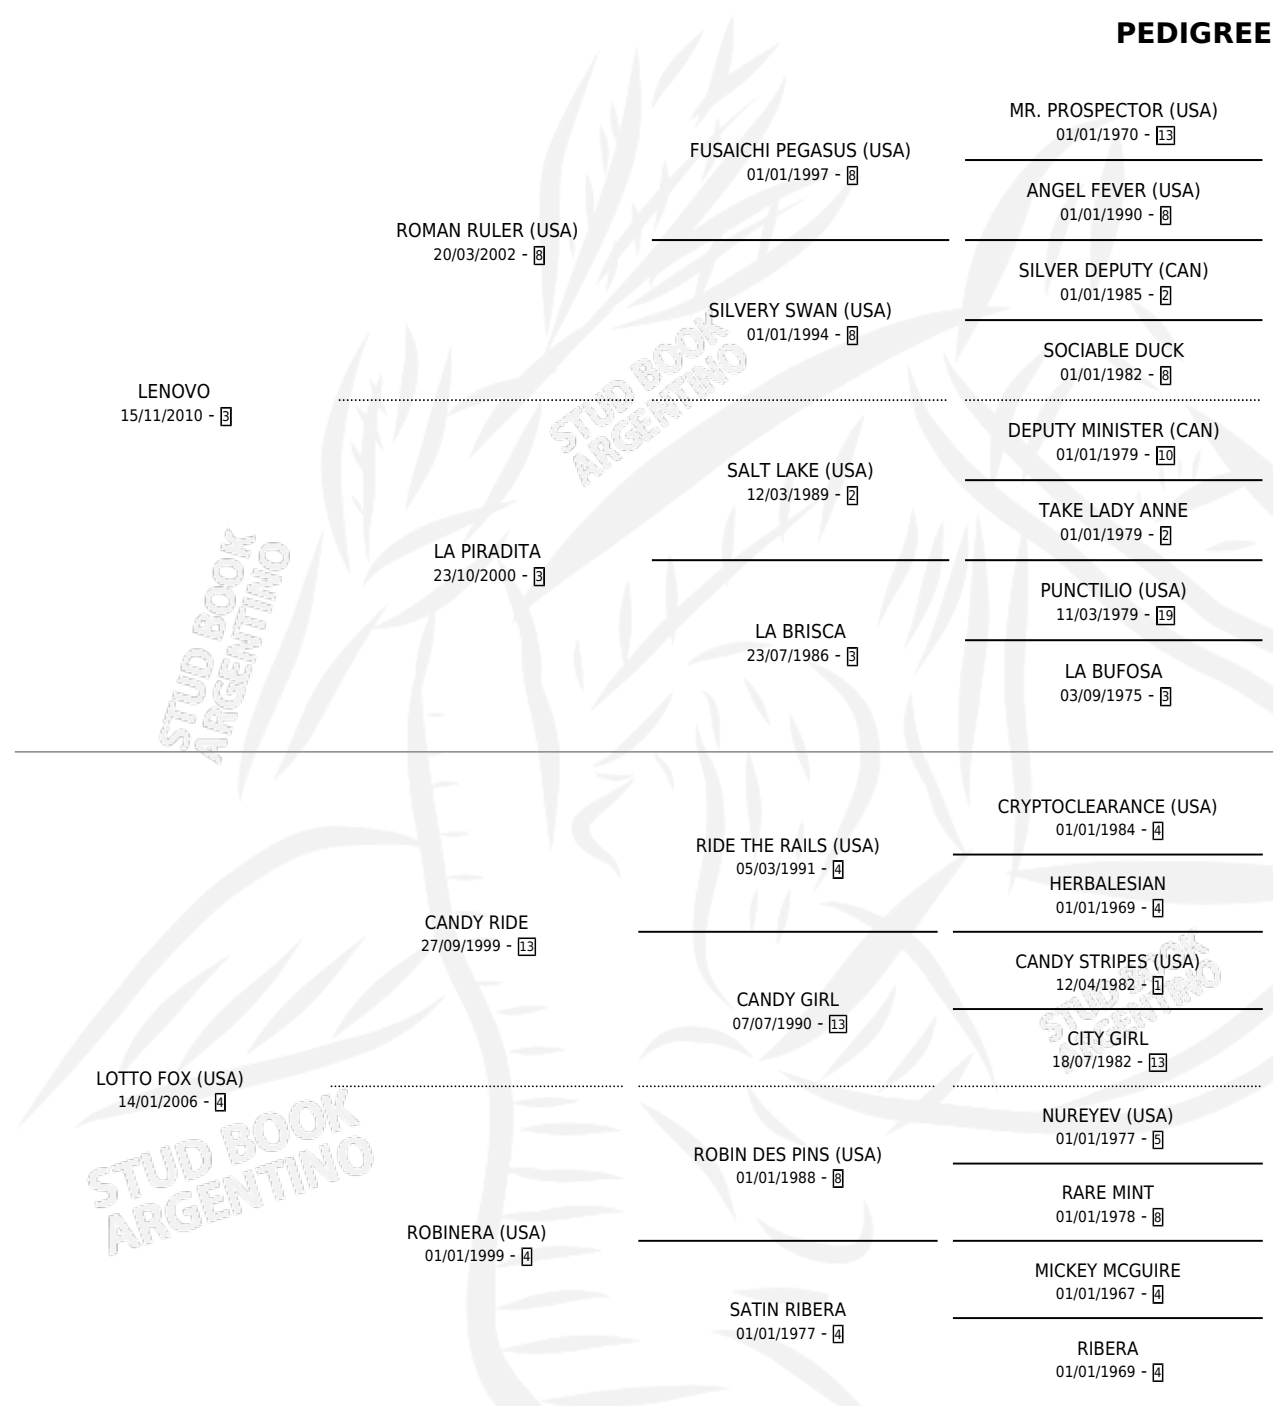 PEDIGREE
MR. PROSPECTOR (USA)
01/01/1970 - 13
FUSAICHI PEGASUS (USA)
01/01/1997 - 8
ANGEL FEVER (USA)
01/01/1990 - 8
ROMAN RULER (USA)
20/03/2002 - 8
SILVER DEPUTY (CAN)
01/01/1985 - 2
SILVERY SWAN (USA)
01/01/1994 - 8
SOCIABLE DUCK
01/01/1982 - 8
STUD BOOK
ARGENTINO
LENOVO
15/11/2010 - 3
DEPUTY MINISTER (CAN)
01/01/1979 - 10
SALT LAKE (USA)
12/03/1989 - 2
TAKE LADY ANNE
01/01/1979 - 2
LA PIRADITA
23/10/2000 - 3
PUNCTILIO (USA)
11/03/1979 - 19
LA BRISCA
23/07/1986 - 3
LA BUFOSA
03/09/1975 - 3
STUD BOOK
ARGENTINO
CRYPTOCLEARANCE (USA)
01/01/1984 - 4
RIDE THE RAILS (USA)
05/03/1991 - 4
HERBALESIAN
01/01/1969 - 4
CANDY RIDE
27/09/1999 - 13
CANDY STRIPES (USA)
12/04/1982 - 1
CANDY GIRL
07/07/1990 - 13
CITY GIRL
18/07/1982 - 13
STUD BOOK
ARGENTINO
LOTTO FOX (USA)
14/01/2006 - 4
NUREYEV (USA)
01/01/1977 - 5
ROBIN DES PINS (USA)
01/01/1988 - 8
RARE MINT
01/01/1978 - 8
STUD BOOK
ARGENTINO
ROBINERA (USA)
01/01/1999 - 4
MICKEY MCGUIRE
01/01/1967 - 4
SATIN RIBERA
01/01/1977 - 4
RIBERA
01/01/1969 - 4